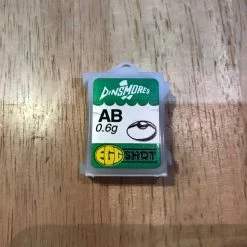 DINSMORES
AB
0.6g
EGG SHOT